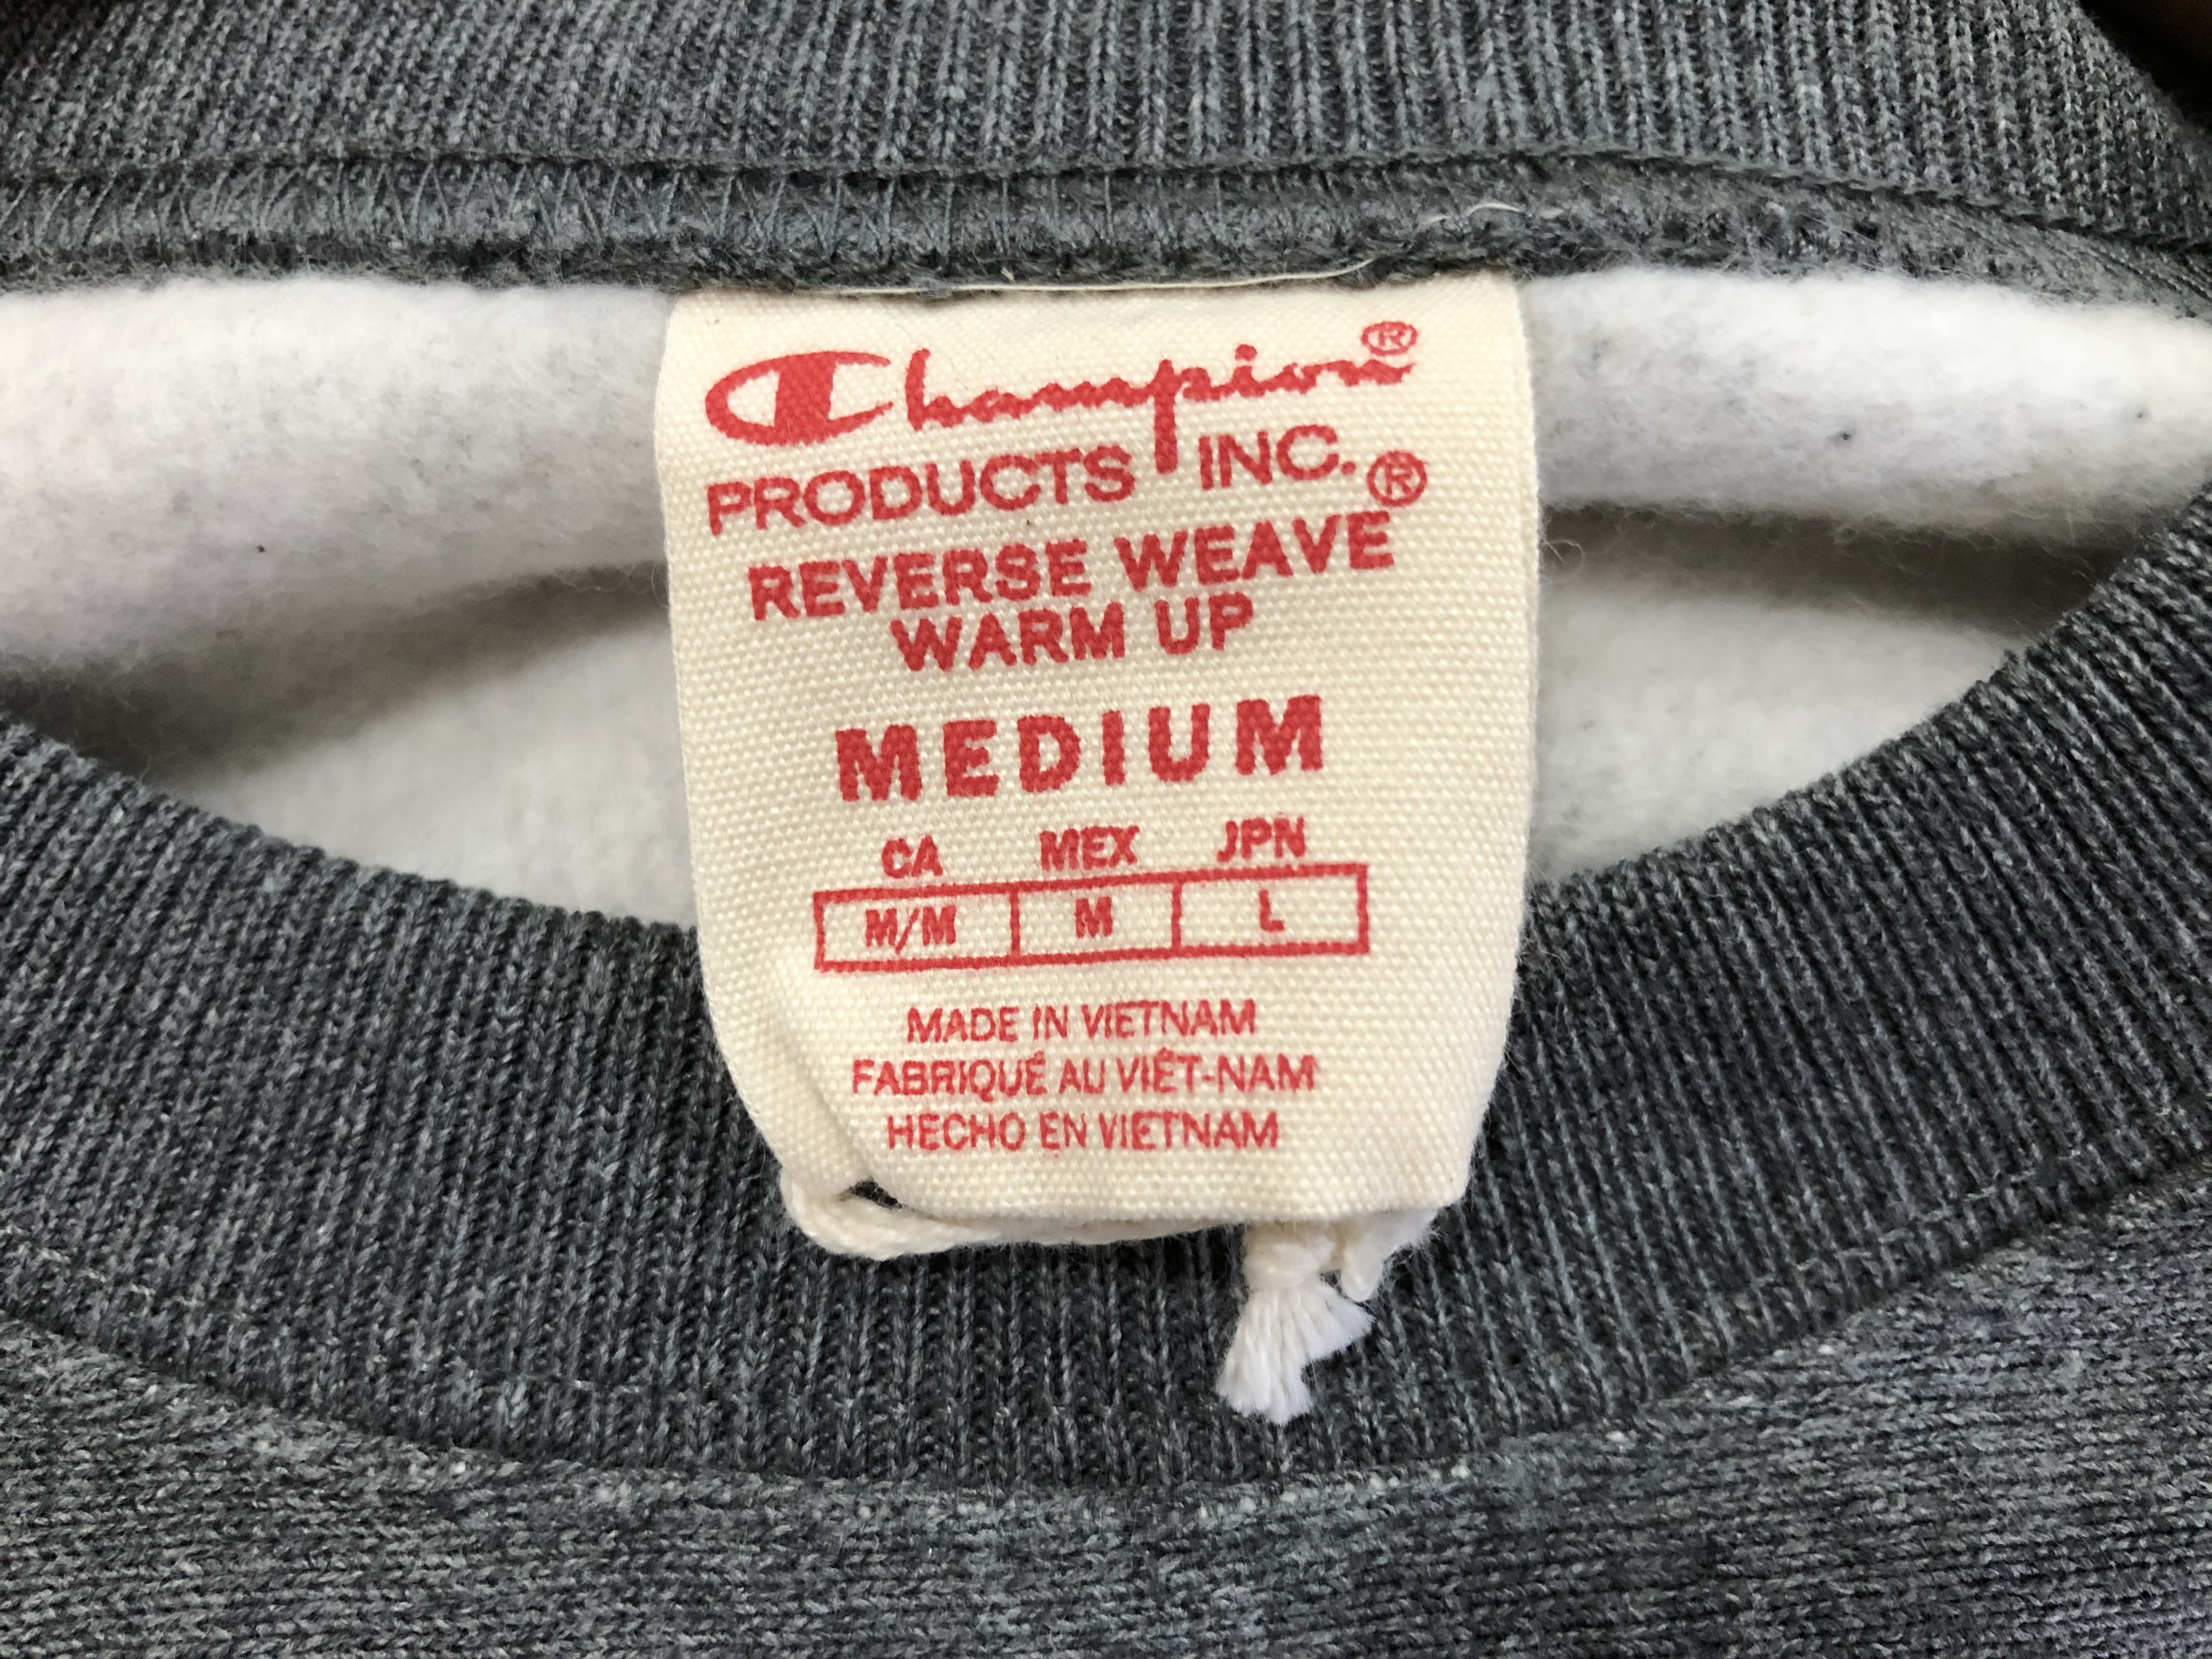 Champion®
PRODUCTS INC.
REVERSE WEAVE®
WARM UP
MEDIUM
CA MEX JPN
M/M M L
MADE IN VIETNAM
FABRIQUÉ AU VIÊT-NAM
HECHO EN VIETNAM